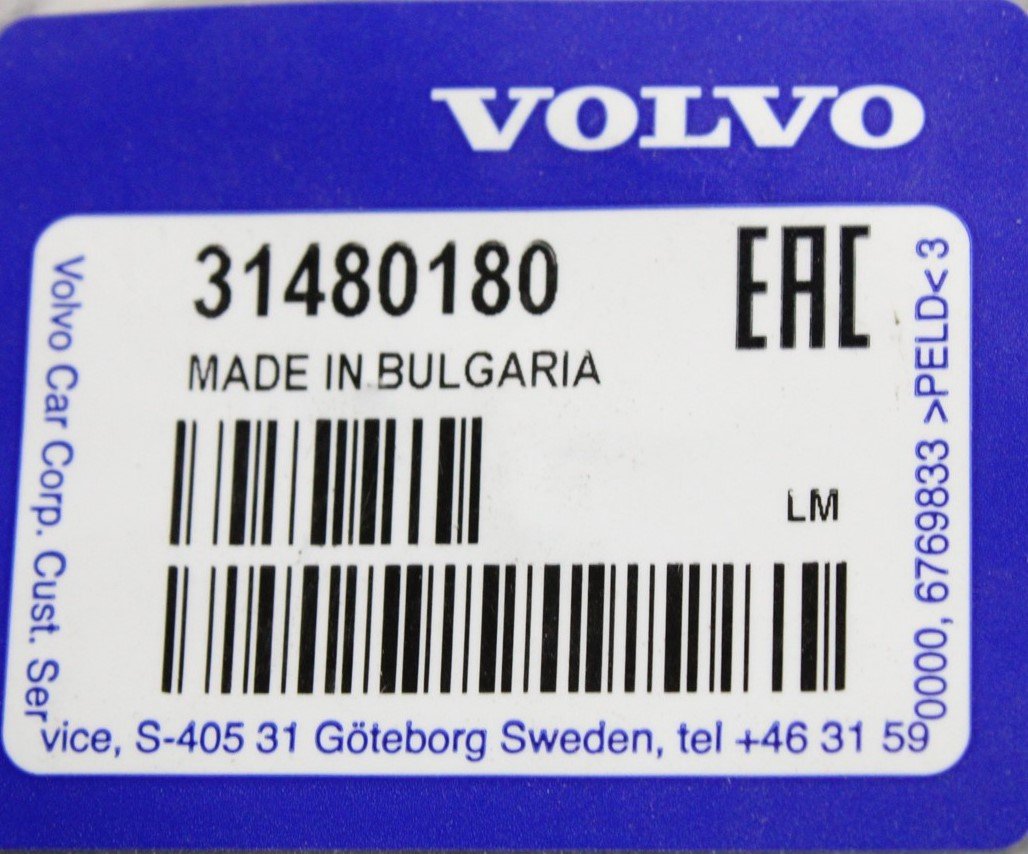 VOLVO
31480180
EAC
MADE IN BULGARIA
LM
Volvo Car Corp. Cust. Service, S-405 31 Göteborg Sweden, tel +46 31 590000, 6769833 >PELD< 3